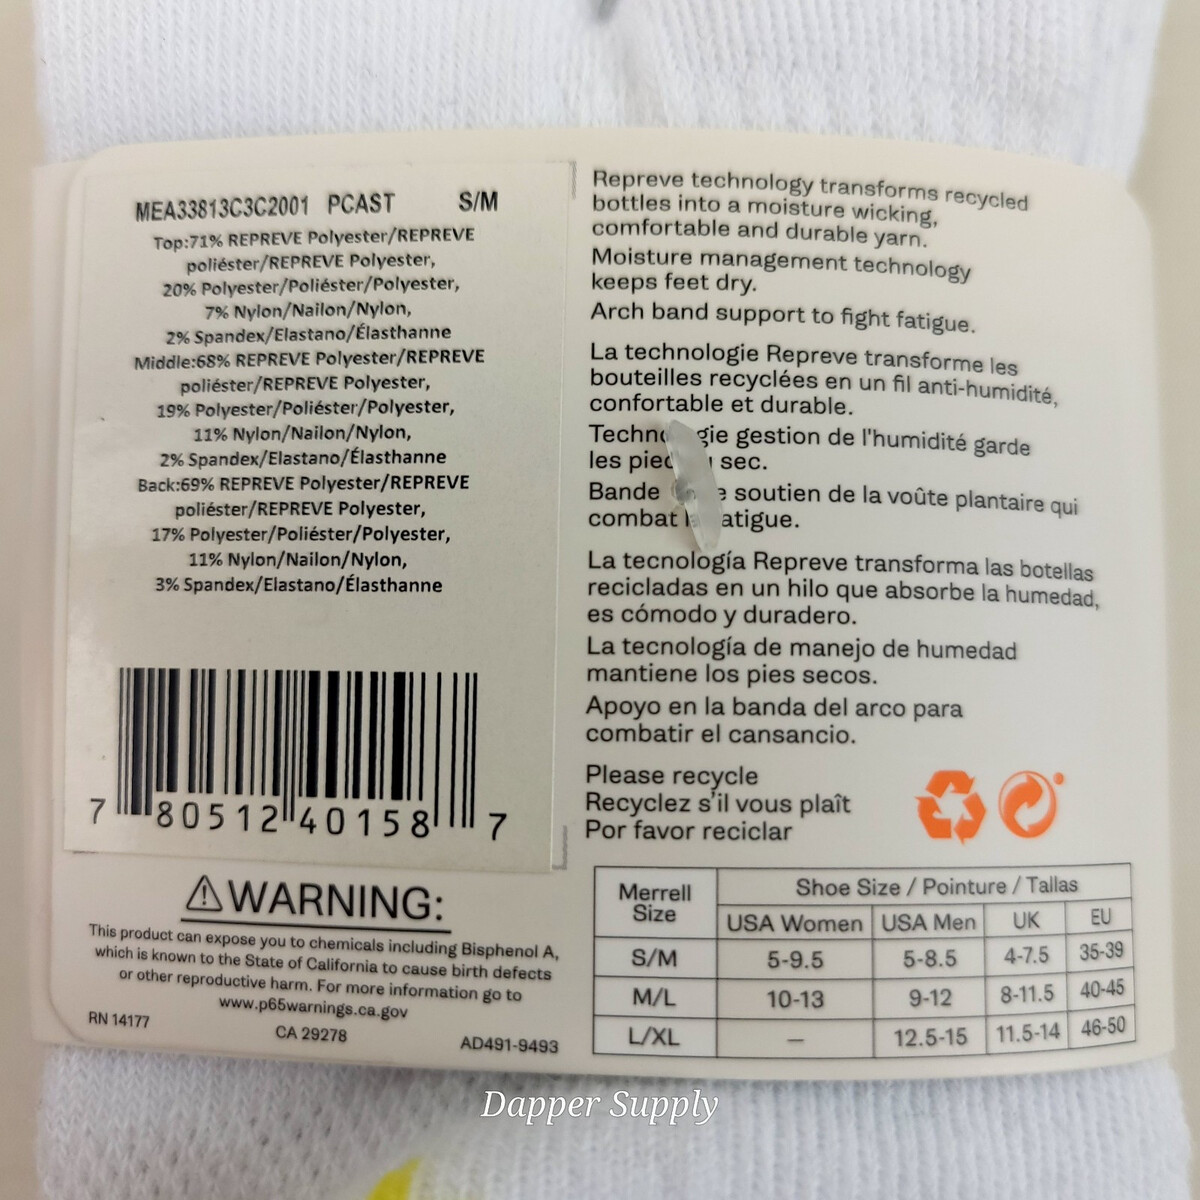 MEA33813C3C2001 PCAST S/M
Top:71% REPREVE Polyester/REPREVE
poliéster/REPREVE Polyester,
20% Polyester/Poliéster/Polyester,
7% Nylon/Nailon/Nylon,
2% Spandex/Elastano/Élasthanne
Middle:68% REPREVE Polyester/REPREVE
poliéster/REPREVE Polyester,
19% Polyester/Poliéster/Polyester,
11% Nylon/Nailon/Nylon,
2% Spandex/Elastano/Élasthanne
Back:69% REPREVE Polyester/REPREVE
poliéster/REPREVE Polyester,
17% Polyester/Poliéster/Polyester,
11% Nylon/Nailon/Nylon,
3% Spandex/Elastano/Élasthanne
7 80512 40158 7
⚠WARNING:
This product can expose you to chemicals including Bisphenol A,
which is known to the State of California to cause birth defects
or other reproductive harm. For more information go to
www.p65warnings.ca.gov
RN 14177
CA 29278
AD491-9493
Repreve technology transforms recycled
bottles into a moisture wicking,
comfortable and durable yarn.
Moisture management technology
keeps feet dry.
Arch band support to fight fatigue.
La technologie Repreve transforme les
bouteilles recyclées en un fil anti-humidité,
confortable et durable.
gestion de l'humidité garde
les sec.
Bande soutien de la voûte plantaire qui
combat
La tecnología Repreve transforma las botellas
recicladas en un hilo que absorbe la humedad,
es cómodo y duradero.
La tecnología de manejo de humedad
mantiene los pies secos.
Apoyo en la banda del arco para
combatir el cansancio.
Please recycle
Recyclez s'il vous plaît
Por favor reciclar
Merrell Size Shoe Size / Pointure / Tallas
USA Women USA Men UK EU
S/M 5-9.5 5-8.5 4-7.5 35-39
M/L 10-13 9-12 8-11.5 40-45
L/XL — 12.5-15 11.5-14 46-50
Dapper Supply